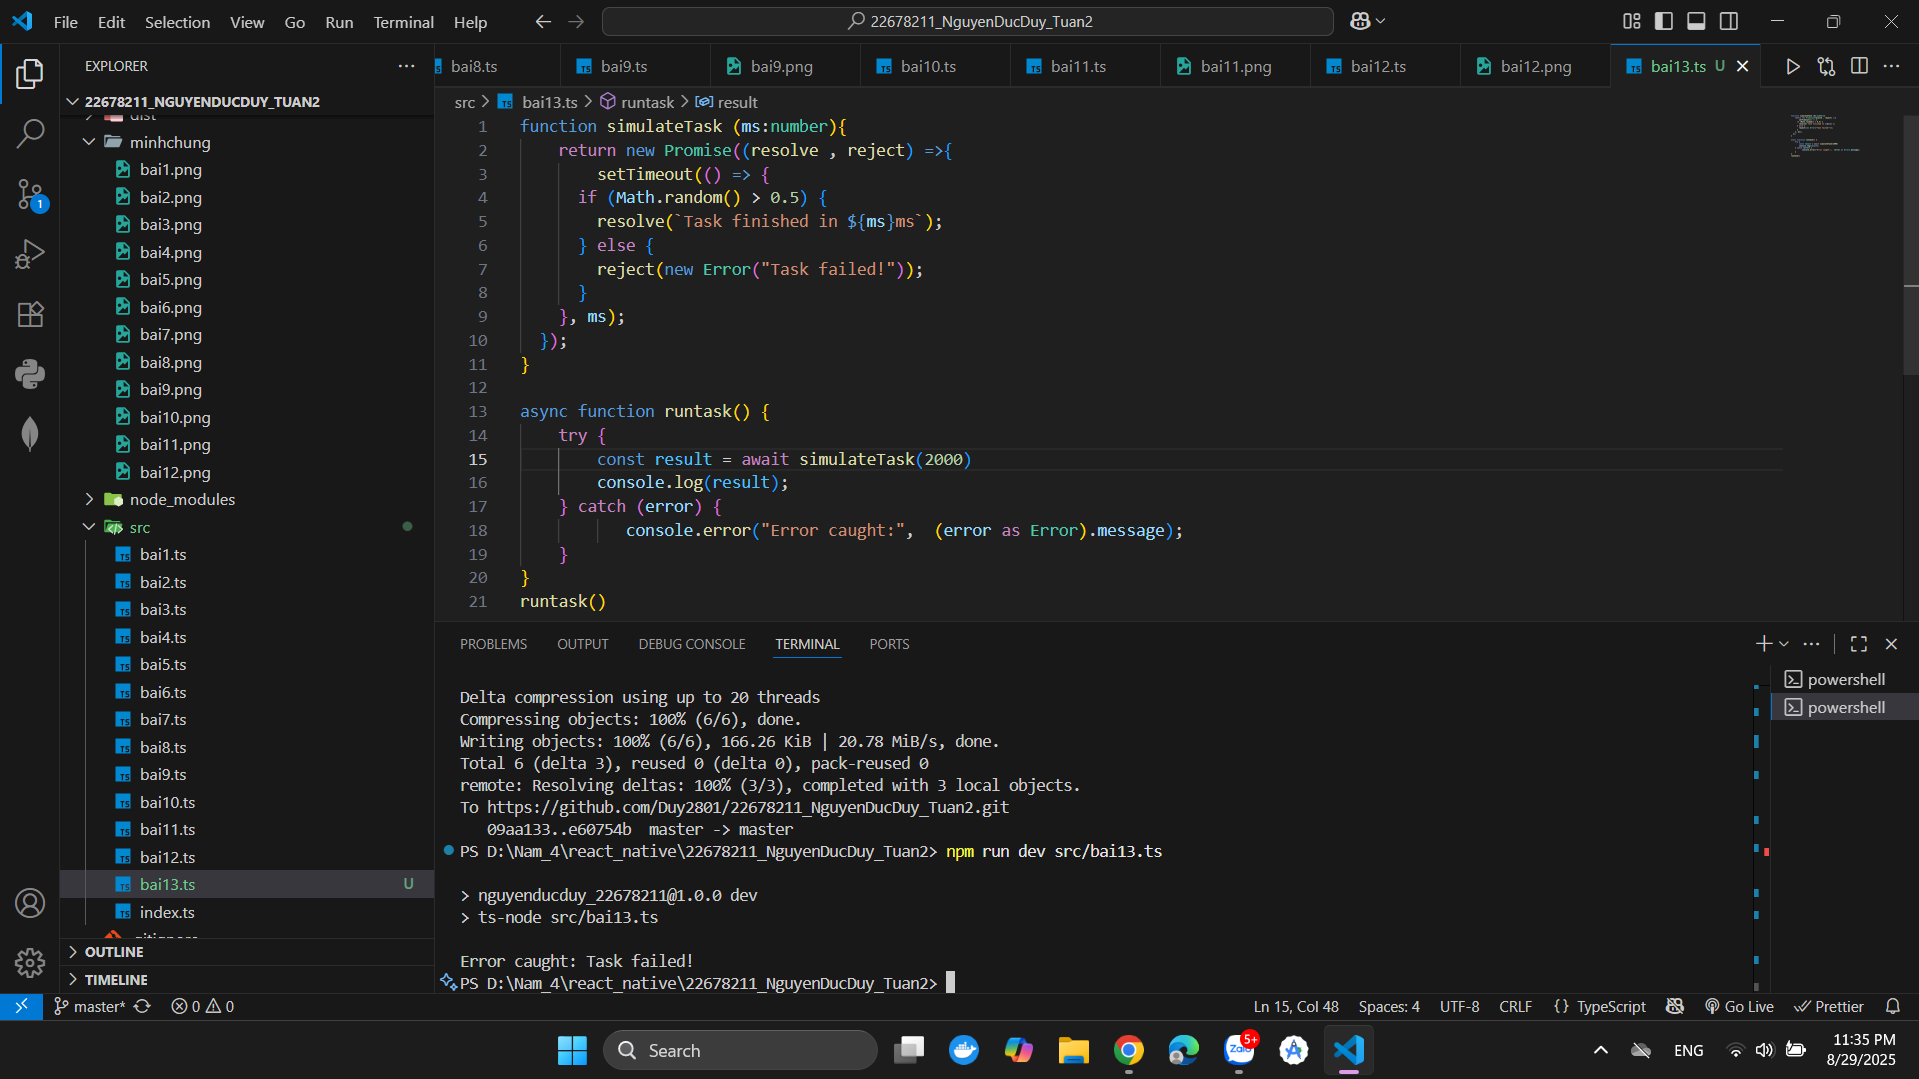 File Edit Selection View Go Run Terminal Help
22678211_NguyenDucDuy_Tuan2
EXPLORER
22678211_NGUYENDUCDUY_TUAN2
dist
minhchung
bai1.png
bai2.png
bai3.png
bai4.png
bai5.png
bai6.png
bai7.png
bai8.png
bai9.png
bai10.png
bai11.png
bai12.png
node_modules
src
bai1.ts
bai2.ts
bai3.ts
bai4.ts
bai5.ts
bai6.ts
bai7.ts
bai8.ts
bai9.ts
bai10.ts
bai11.ts
bai12.ts
bai13.ts U
index.ts
.gitignore
OUTLINE
TIMELINE
bai8.ts bai9.ts bai9.png bai10.ts bai11.ts bai11.png bai12.ts bai12.png bai13.ts U
src > bai13.ts > runtask > result
1 function simulateTask (ms:number){
2 return new Promise((resolve , reject) =>{
3 setTimeout(() => {
4 if (Math.random() > 0.5) {
5 resolve(`Task finished in ${ms}ms`);
6 } else {
7 reject(new Error("Task failed!"));
8 }
9 }, ms);
10 });
11 }
12
13 async function runtask() {
14 try {
15 const result = await simulateTask(2000)
16 console.log(result);
17 } catch (error) {
18 console.error("Error caught:", (error as Error).message);
19 }
20 }
21 runtask()
PROBLEMS OUTPUT DEBUG CONSOLE TERMINAL PORTS
Delta compression using up to 20 threads
Compressing objects: 100% (6/6), done.
Writing objects: 100% (6/6), 166.26 KiB | 20.78 MiB/s, done.
Total 6 (delta 3), reused 0 (delta 0), pack-reused 0
remote: Resolving deltas: 100% (3/3), completed with 3 local objects.
To https://github.com/Duy2801/22678211_NguyenDucDuy_Tuan2.git
09aa133..e60754b master -> master
PS D:\Nam_4\react_native\22678211_NguyenDucDuy_Tuan2> npm run dev src/bai13.ts
> nguyenducduy_22678211@1.0.0 dev
> ts-node src/bai13.ts
Error caught: Task failed!
PS D:\Nam_4\react_native\22678211_NguyenDucDuy_Tuan2>
powershell
powershell
1
master* 0 0
Ln 15, Col 48 Spaces: 4 UTF-8 CRLF {} TypeScript Go Live Prettier
Search
Zalo 5+
ENG
11:35 PM
8/29/2025